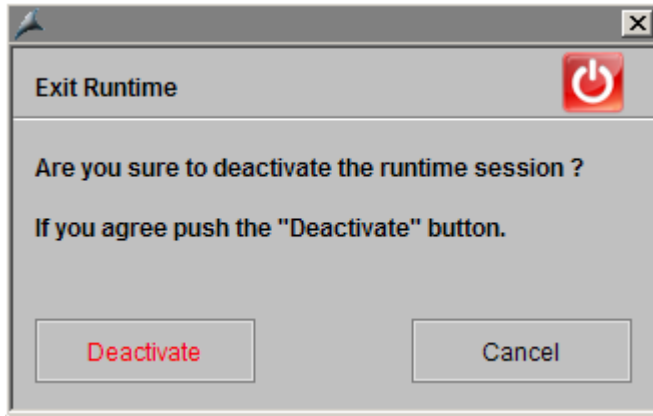 Exit Runtime
Are you sure to deactivate the runtime session ?
If you agree push the "Deactivate" button.
Deactivate
Cancel